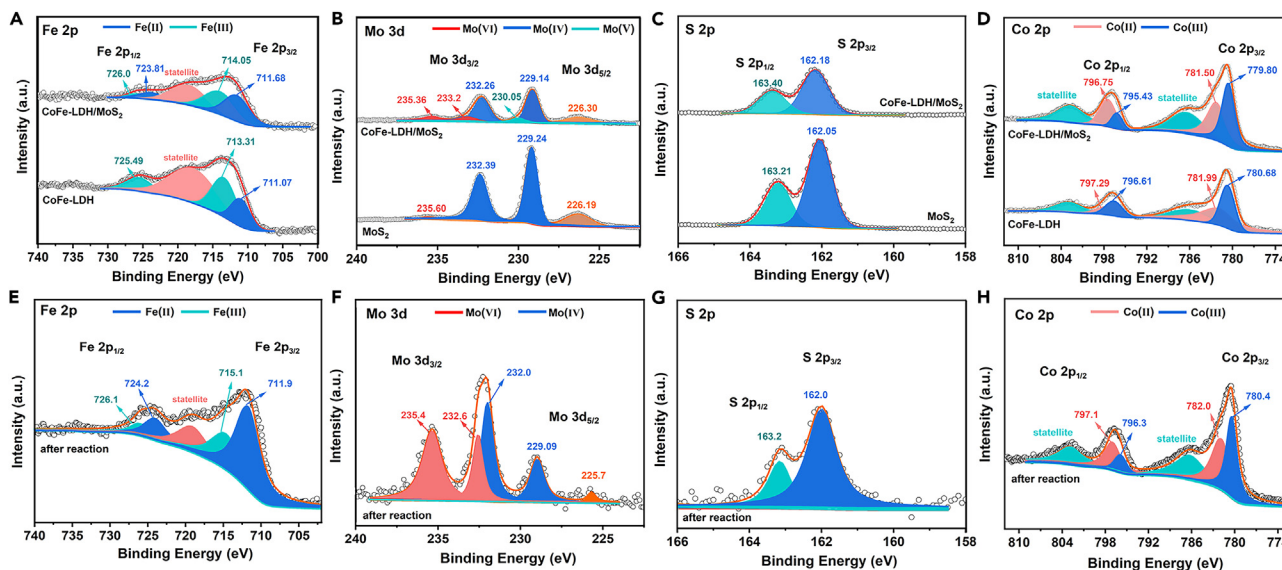 A
Fe 2p
Fe(II)
Fe(III)
Fe 2p1/2
Fe 2p3/2
726.0
723.81
satellite
714.05
711.68
CoFe-LDH/MoS2
725.49
satellite
713.31
711.07
CoFe-LDH
740 735 730 725 720 715 710 705 700
Binding Energy (eV)
Intensity (a.u.)
B
Mo 3d
Mo(VI)
Mo(IV)
Mo(V)
Mo 3d3/2
Mo 3d5/2
235.36
233.2
232.26
229.14
230.05
226.30
CoFe-LDH/MoS2
235.60
232.39
229.24
226.19
MoS2
240 235 230 225
Binding Energy (eV)
Intensity (a.u.)
C
S 2p
S 2p1/2
S 2p3/2
163.40
162.18
CoFe-LDH/MoS2
163.21
162.05
MoS2
166 164 162 160 158
Binding Energy (eV)
Intensity (a.u.)
D
Co 2p
Co(II)
Co(III)
Co 2p1/2
Co 2p3/2
satellite
796.75
795.43
satellite
781.50
779.80
CoFe-LDH/MoS2
797.29
796.61
781.99
780.68
CoFe-LDH
810 804 798 792 786 780 774
Binding Energy (eV)
Intensity (a.u.)
E
Fe 2p
Fe(II)
Fe(III)
Fe 2p1/2
Fe 2p3/2
726.1
724.2
satellite
715.1
711.9
after reaction
740 735 730 725 720 715 710 705
Binding Energy (eV)
Intensity (a.u.)
F
Mo 3d
Mo(VI)
Mo(IV)
Mo 3d3/2
Mo 3d5/2
235.4
232.6
232.0
229.09
225.7
after reaction
240 235 230 225
Binding Energy (eV)
Intensity (a.u.)
G
S 2p
S 2p1/2
S 2p3/2
163.2
162.0
after reaction
166 164 162 160 158
Binding Energy (eV)
Intensity (a.u.)
H
Co 2p
Co(II)
Co(III)
Co 2p1/2
Co 2p3/2
satellite
797.1
796.3
satellite
782.0
780.4
after reaction
810 804 798 792 786 780
Binding Energy (eV)
Intensity (a.u.)